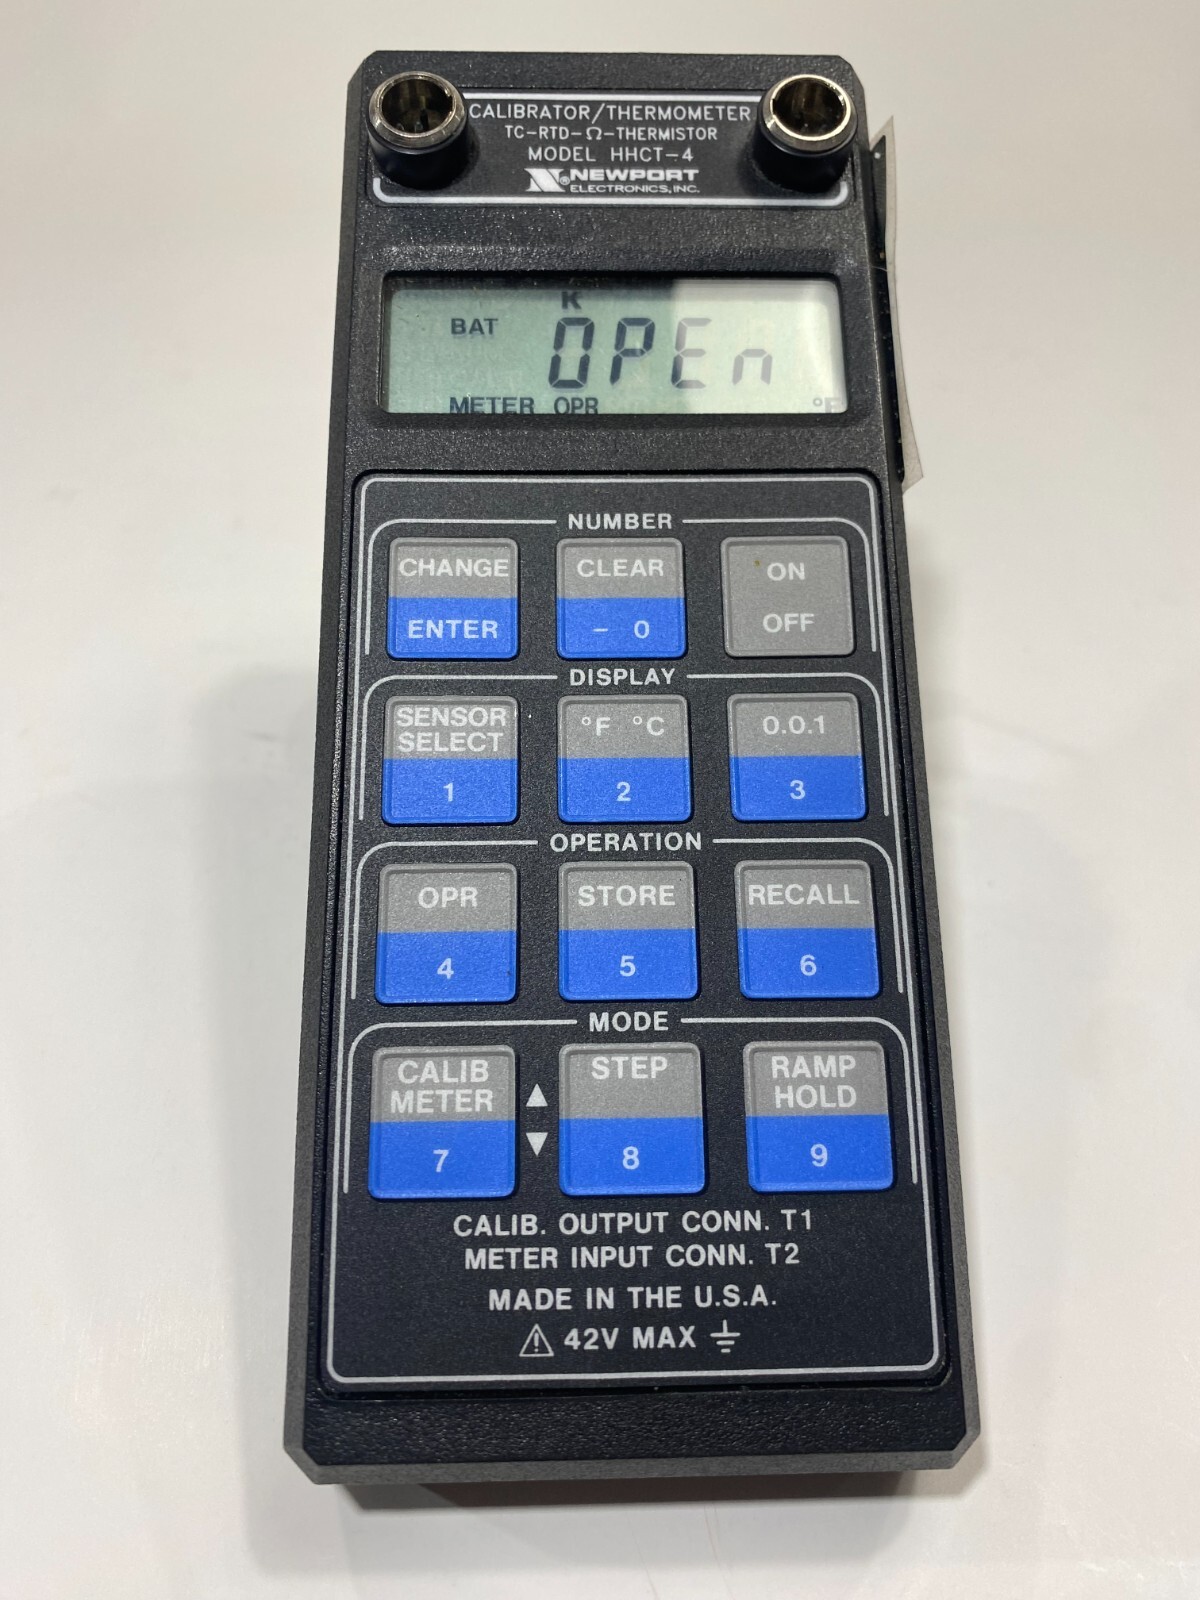 CALIBRATOR/THERMOMETER
TC-RTD-Ω-THERMISTOR
MODEL HHCT-4
N® NEWPORT
ELECTRONICS, INC.
K
BAT OPEn
METER OPR °F
NUMBER
CHANGE CLEAR ON
ENTER - 0 OFF
DISPLAY
SENSOR SELECT °F °C 0.0.1
1 2 3
OPERATION
OPR STORE RECALL
4 5 6
MODE
CALIB METER STEP RAMP HOLD
▲
▼
7 8 9
CALIB. OUTPUT CONN. T1
METER INPUT CONN. T2
MADE IN THE U.S.A.
⚠ 42V MAX ⏚